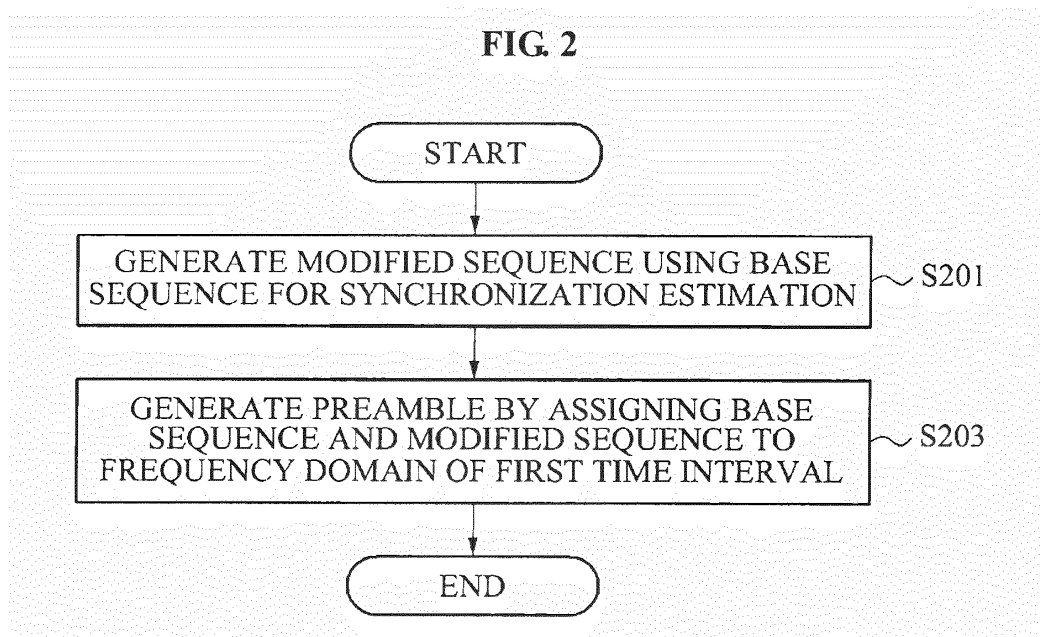 FIG. 2
START
GENERATE MODIFIED SEQUENCE USING BASE
SEQUENCE FOR SYNCHRONIZATION ESTIMATION
S201
GENERATE PREAMBLE BY ASSIGNING BASE
SEQUENCE AND MODIFIED SEQUENCE TO
FREQUENCY DOMAIN OF FIRST TIME INTERVAL
S203
END